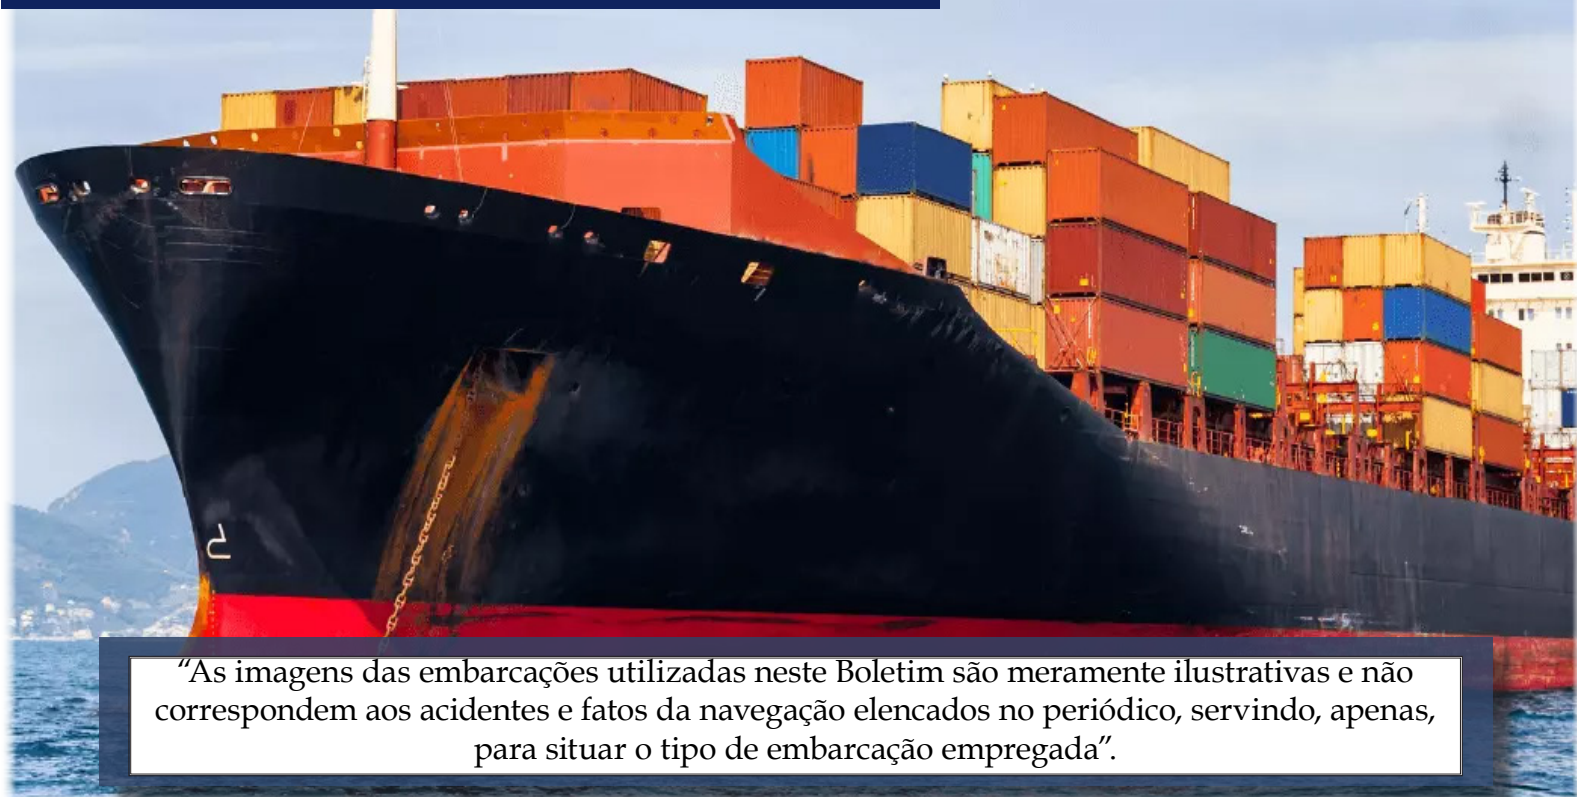 “As imagens das embarcações utilizadas neste Boletim são meramente ilustrativas e não
correspondem aos acidentes e fatos da navegação elencados no periódico, servindo, apenas,
para situar o tipo de embarcação empregada”.